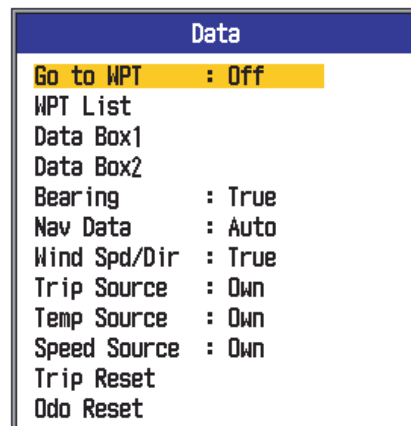 Data
Go to WPT : Off
WPT List
Data Box1
Data Box2
Bearing : True
Nav Data : Auto
Wind Spd/Dir : True
Trip Source : Own
Temp Source : Own
Speed Source : Own
Trip Reset
Odo Reset